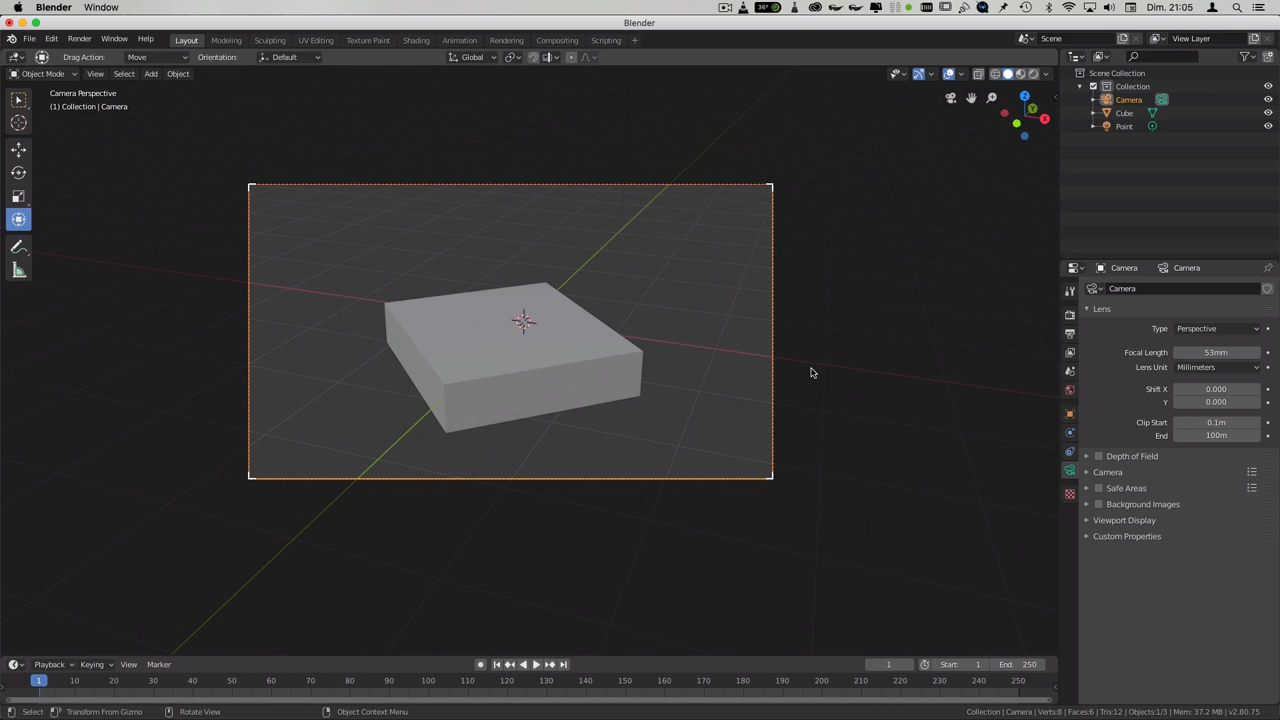 Blender Window 36° Dim. 21:05
Blender
File Edit Render Window Help Layout Modeling Sculpting UV Editing Texture Paint Shading Animation Rendering Compositing Scripting + Scene View Layer
Drag Action: Move Orientation: Default Global
Object Mode View Select Add Object
Camera Perspective
(1) Collection | Camera
Z
Y
X
Scene Collection
Collection
Camera
Cube
Point
Camera Camera
Camera
Lens
Type Perspective
Focal Length 53mm
Lens Unit Millimeters
Shift X 0.000
Y 0.000
Clip Start 0.1m
End 100m
Depth of Field
Camera
Safe Areas
Background Images
Viewport Display
Custom Properties
Playback Keying View Marker 1 Start: 1 End: 250
1 10 20 30 40 50 60 70 80 90 100 110 120 130 140 150 160 170 180 190 200 210 220 230 240 250
Select Transform From Gizmo Rotate View Object Context Menu Collection | Camera | Verts:8 | Faces:6 | Tris:12 | Objects:1/3 | Mem: 37.2 MB | v2.80.75